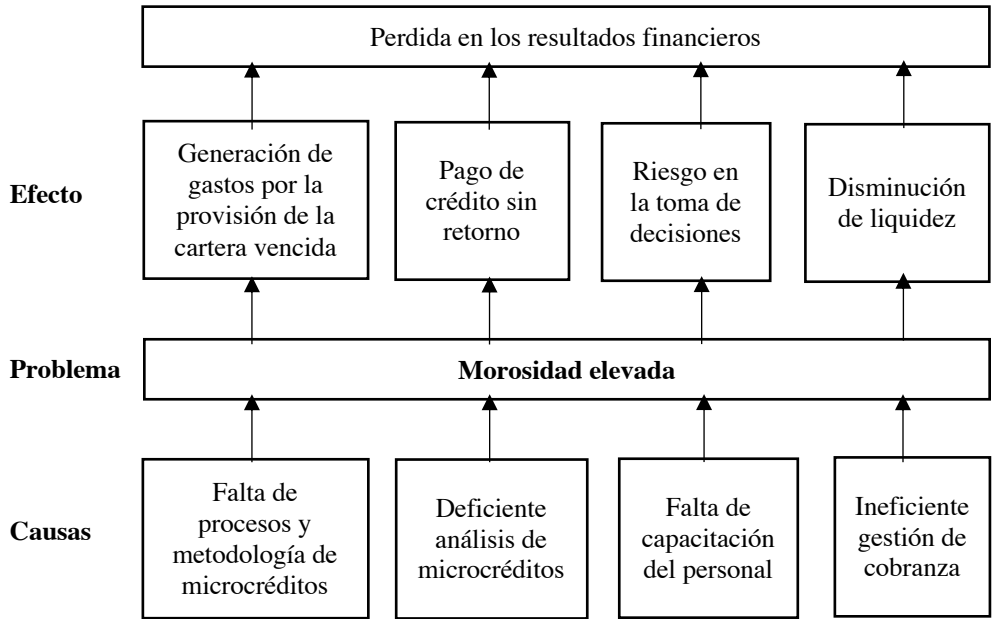 Perdida en los resultados financieros
Efecto
Generación de
gastos por la
provisión de la
cartera vencida
Pago de
crédito sin
retorno
Riesgo en
la toma de
decisiones
Disminución
de liquidez
Problema
Morosidad elevada
Causas
Falta de
procesos y
metodología de
microcréditos
Deficiente
análisis de
microcréditos
Falta de
capacitación
del personal
Ineficiente
gestión de
cobranza